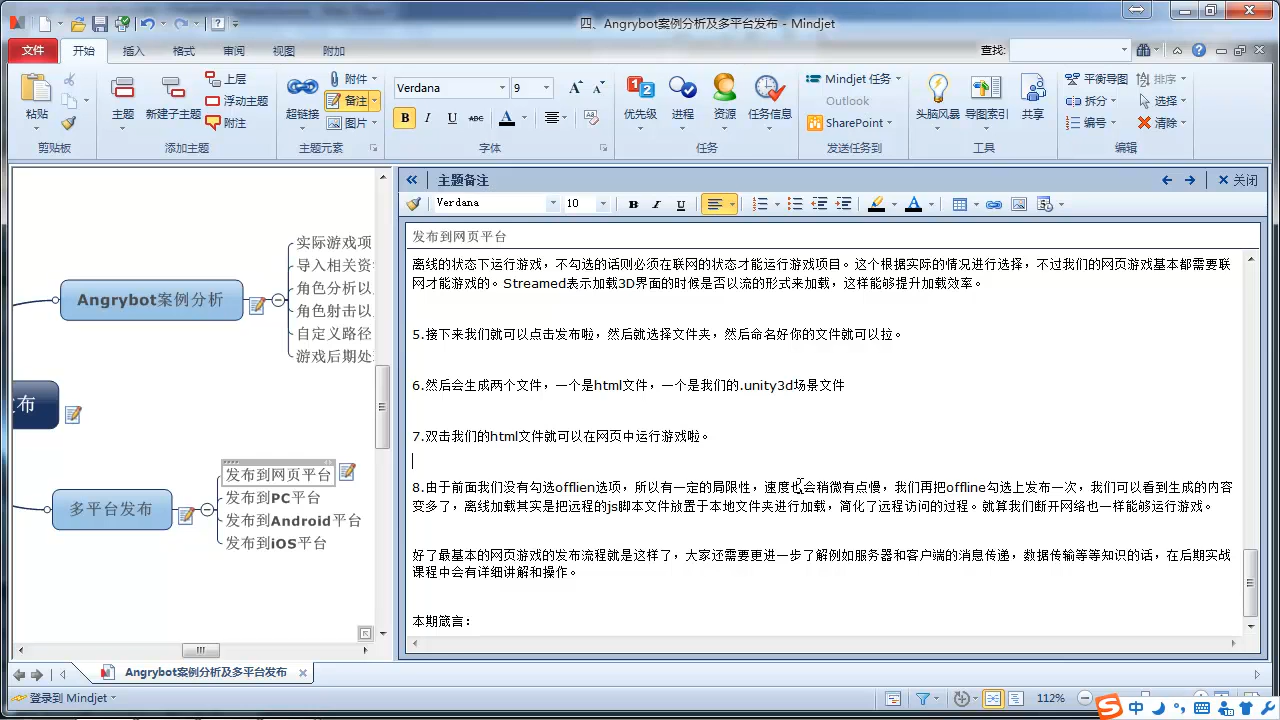 四、Angrybot案例分析及多平台发布 - Mindjet
文件 开始 插入 格式 审阅 视图 附加 查找:
粘贴 主题 新建子主题 上层 浮动主题 附注 超链接 附件 备注 图片 Verdana 9 B I U ABC A 优先级 进程 资源 任务信息 Mindjet 任务 Outlook SharePoint 头脑风暴 导图索引 共享 平衡导图 排序 拆分 选择 编号 清除
剪贴板 添加主题 主题元素 字体 任务 发送任务到 工具 编辑
主题备注 关闭
Verdana 10 B I U A
发布到网页平台
离线的状态下运行游戏，不勾选的话则必须在联网的状态才能运行游戏项目。这个根据实际的情况进行选择，不过我们的网页游戏基本都需要联
网才能游戏的。Streamed表示加载3D界面的时候是否以流的形式来加载，这样能够提升加载效率。
5.接下来我们就可以点击发布啦，然后就选择文件夹，然后命名好你的文件就可以拉。
6.然后会生成两个文件，一个是html文件，一个是我们的.unity3d场景文件
7.双击我们的html文件就可以在网页中运行游戏啦。
8.由于前面我们没有勾选offlien选项，所以有一定的局限性，速度也会稍微有点慢，我们再把offline勾选上发布一次，我们可以看到生成的内容
变多了，离线加载其实是把远程的js脚本文件放置于本地文件夹进行加载，简化了远程访问的过程。就算我们断开网络也一样能够运行游戏。
好了最基本的网页游戏的发布流程就是这样了，大家还需要更进一步了解例如服务器和客户端的消息传递，数据传输等等知识的话，在后期实战
课程中会有详细讲解和操作。
本期箴言：
Angrybot案例分析
实际游戏项
导入相关资
角色分析以
角色射击以
自定义路径
游戏后期处
布
多平台发布
发布到网页平台
发布到PC平台
发布到Android平台
发布到iOS平台
Angrybot案例分析及多平台发布
登录到 Mindjet 112% 中